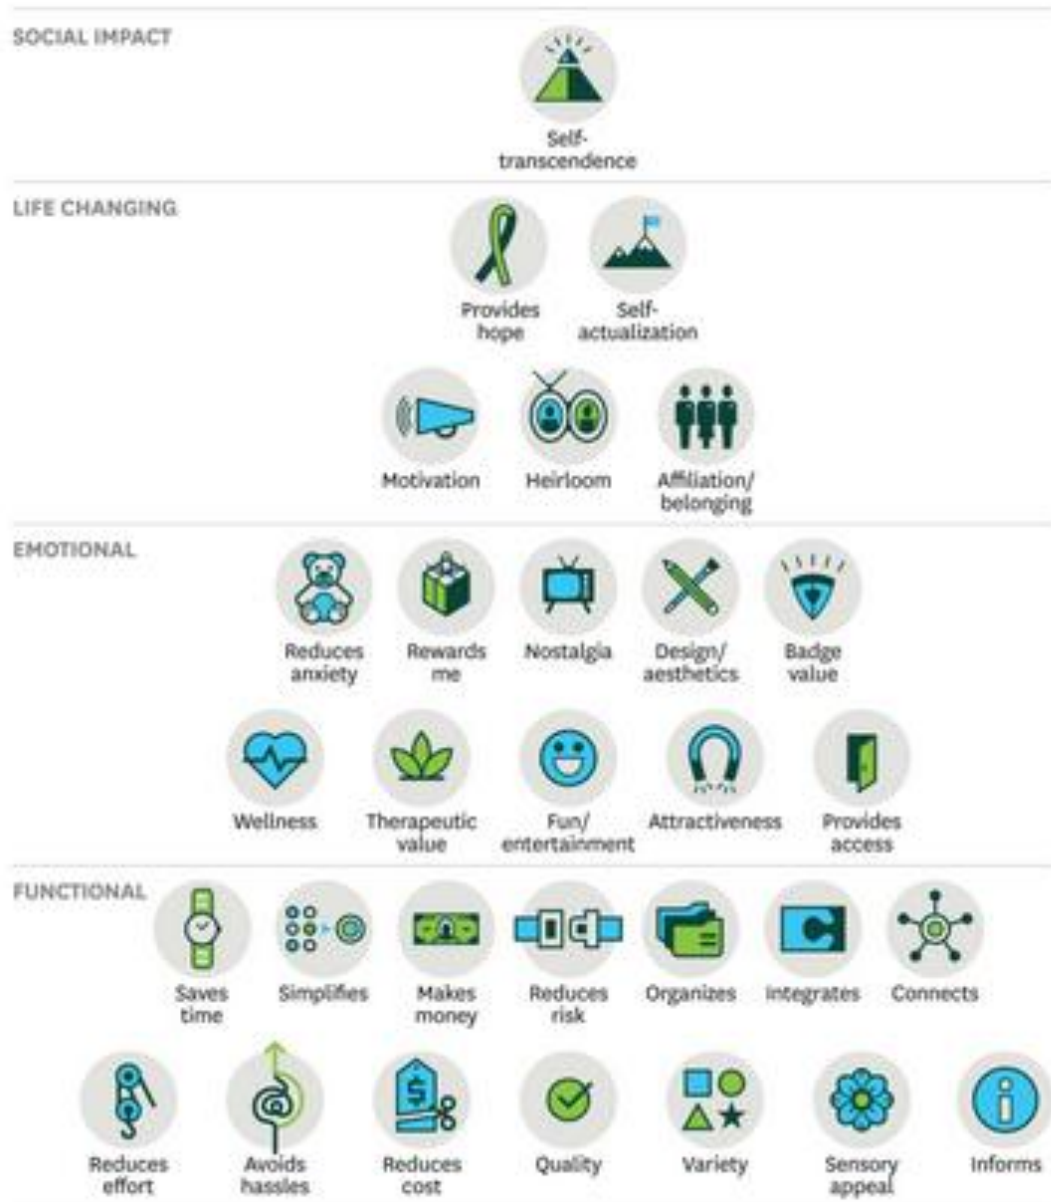 SOCIAL IMPACT
Self-
transcendence
LIFE CHANGING
Provides
hope
Self-
actualization
Motivation
Heirloom
Affiliation/
belonging
EMOTIONAL
Reduces
anxiety
Rewards
me
Nostalgia
Design/
aesthetics
Badge
value
Wellness
Therapeutic
value
Fun/
entertainment
Attractiveness
Provides
access
FUNCTIONAL
Saves
time
Simplifies
Makes
money
Reduces
risk
Organizes
Integrates
Connects
Reduces
effort
Avoids
hassles
$
Reduces
cost
Quality
Variety
Sensory
appeal
i
Informs